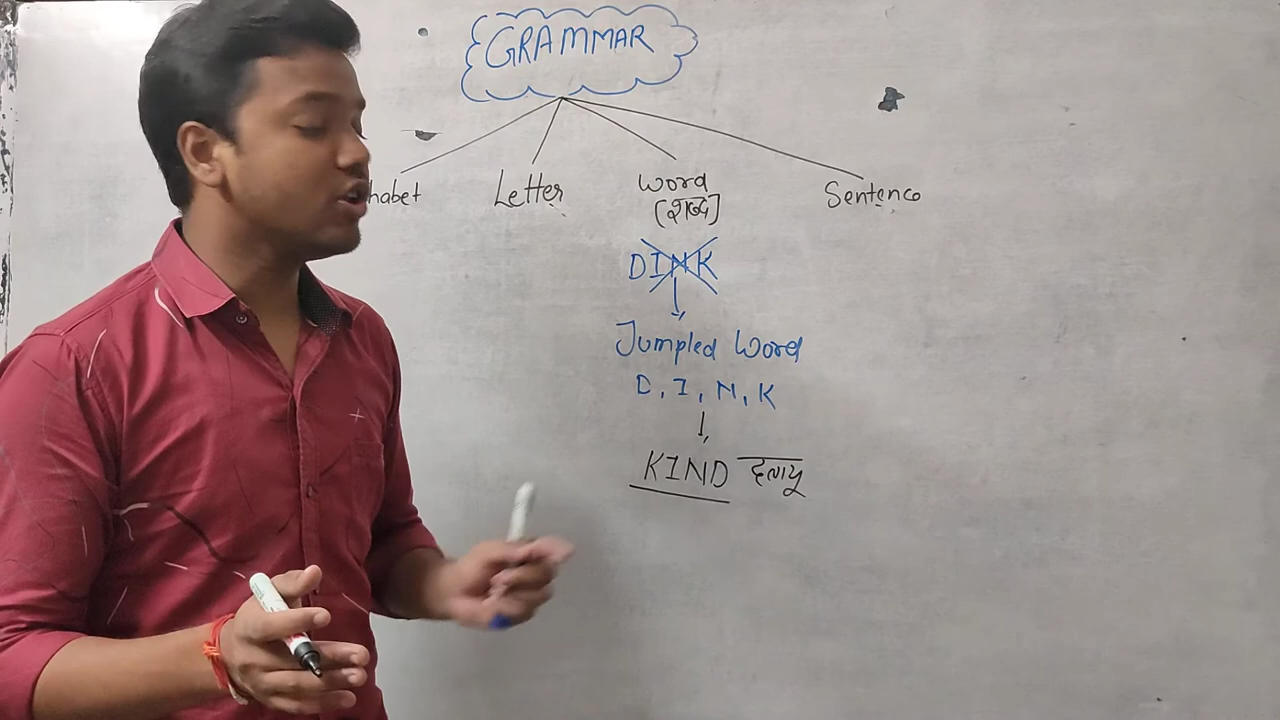 GRAMMAR
habet Letter Word Sentence
(शब्द)
DINK
Jumpled Word
D, I, N, K
KIND दयालु